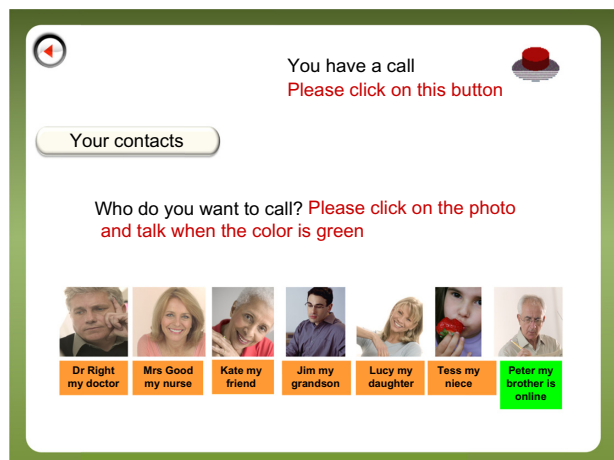 You have a call
Please click on this button
Your contacts
Who do you want to call? Please click on the photo
and talk when the color is green
Dr Right
my doctor
Mrs Good
my nurse
Kate my
friend
Jim my
grandson
Lucy my
daughter
Tess my
niece
Peter my
brother is
online